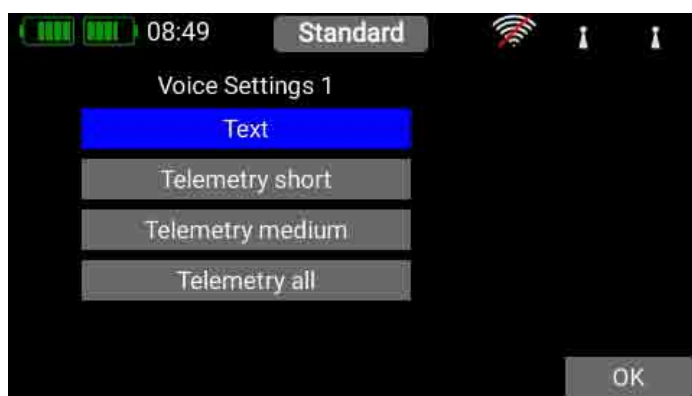 08:49 Standard
Voice Settings 1
Text
Telemetry short
Telemetry medium
Telemetry all
OK